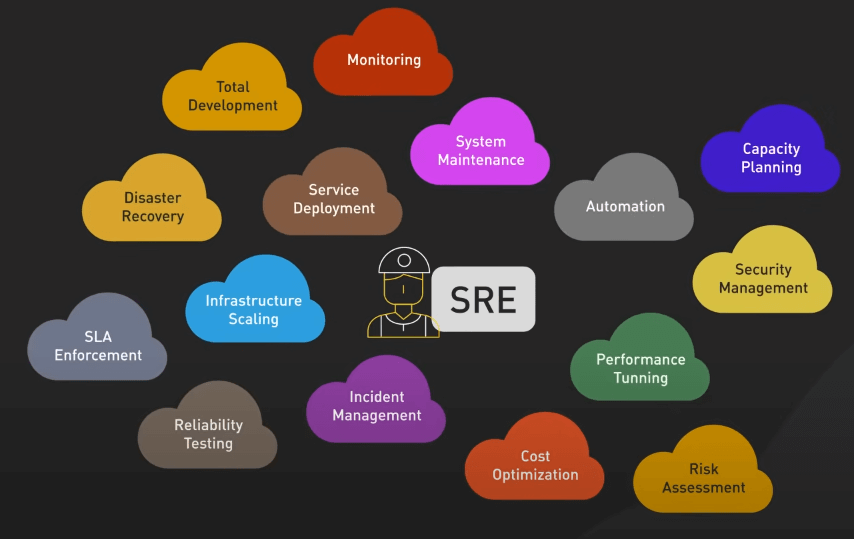 Monitoring
Total
Development
System
Maintenance
Capacity
Planning
Disaster
Recovery
Service
Deployment
Automation
Security
Management
Infrastructure
Scaling
SRE
SLA
Enforcement
Performance
Tunning
Incident
Management
Reliability
Testing
Cost
Optimization
Risk
Assessment